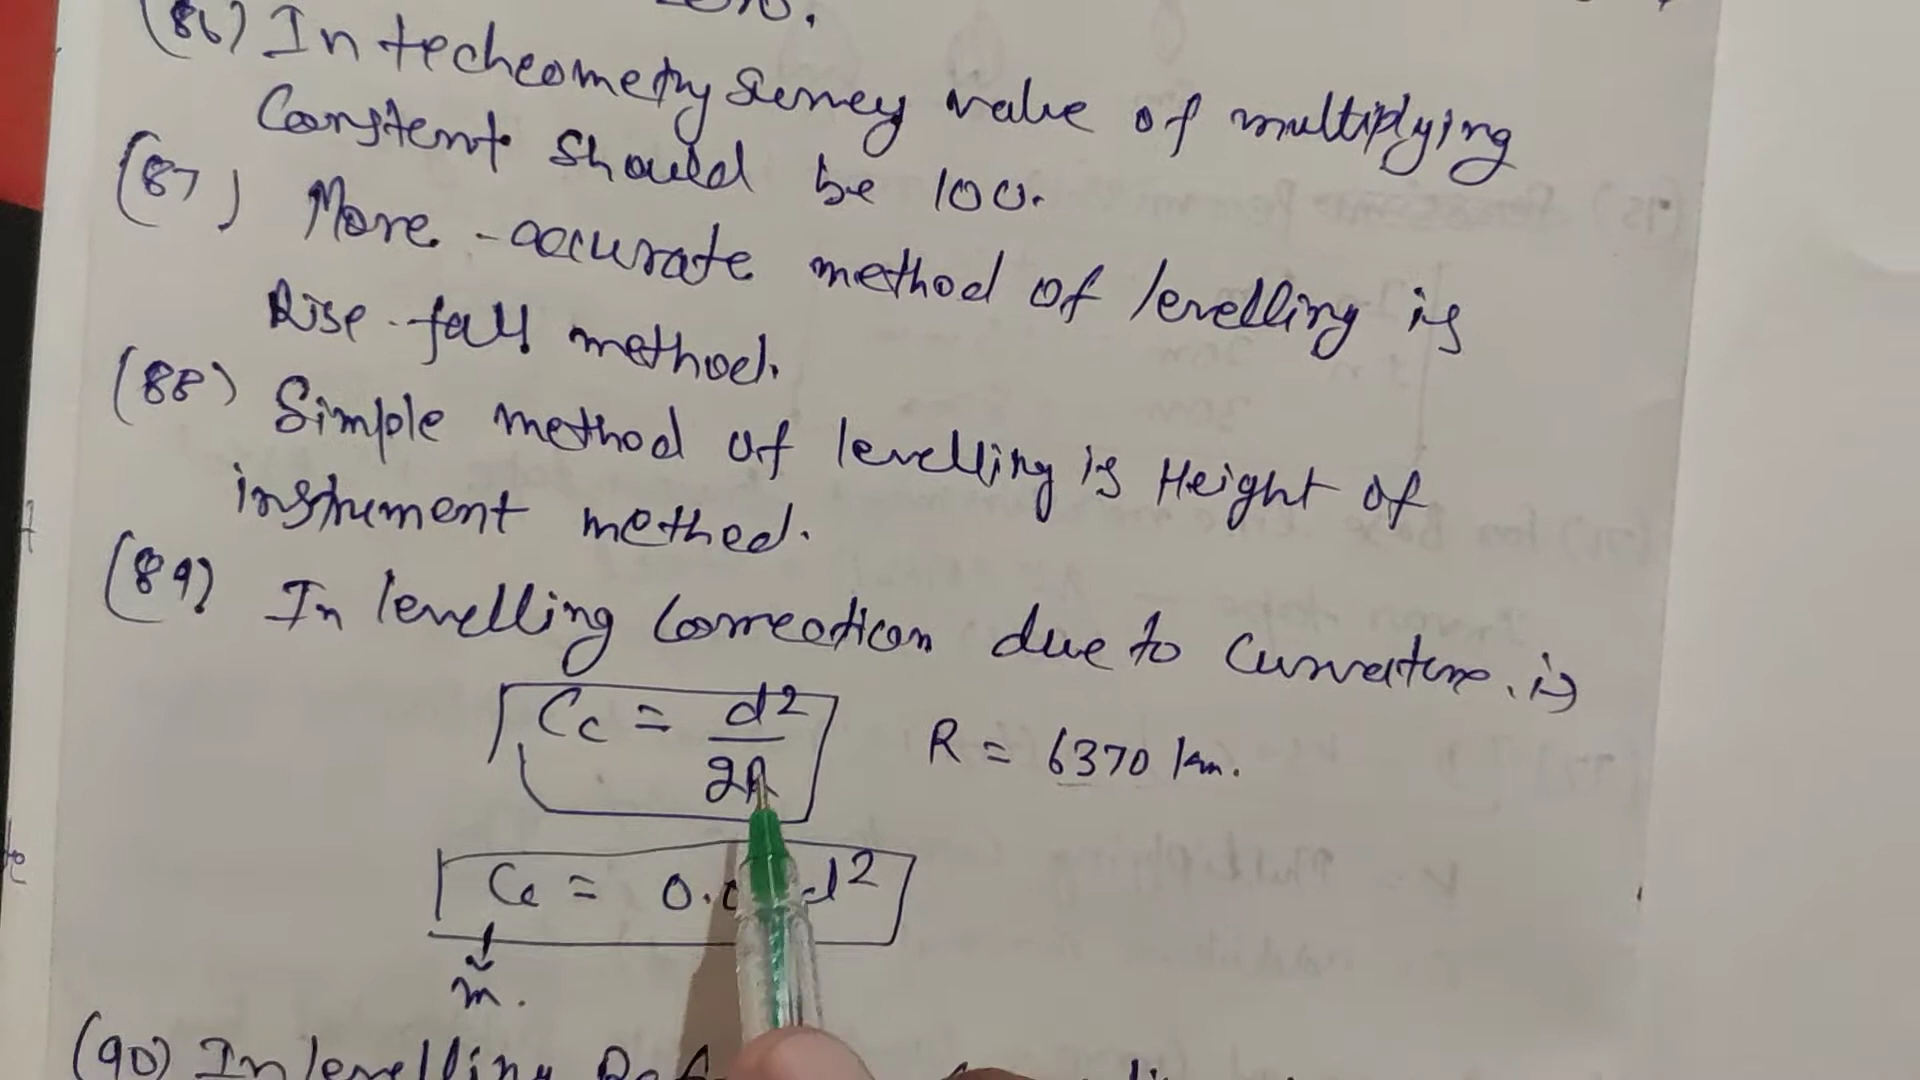 (86) In techeometry Survey value of multiplying
Constent should be 100.
(87) More - accurate method of levelling is
Rise - fall method.
(88) Simple method of levelling is Height of
instrument method.
(89) In levelling Correction due to Curvature. is
Cc = d²/2R R = 6370 km.
Cc = 0.0 d²
m.
(90) In levelling